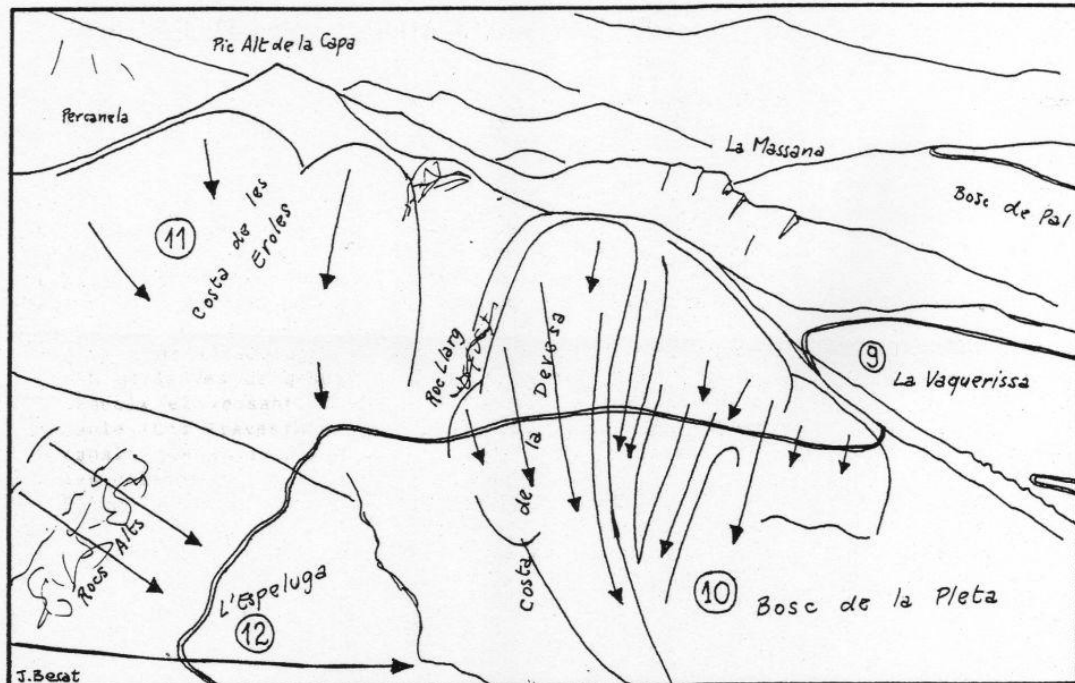 Pic Alt de la Capa
Percanela
La Massana
Bosc de Pal
11
Costa de les
Eroles
Roc Llarg
Costa de la Devesa
9
La Vaquerissa
Rocs Alts
L'Espeluga
12
10
Bosc de la Pleta
J. Becat